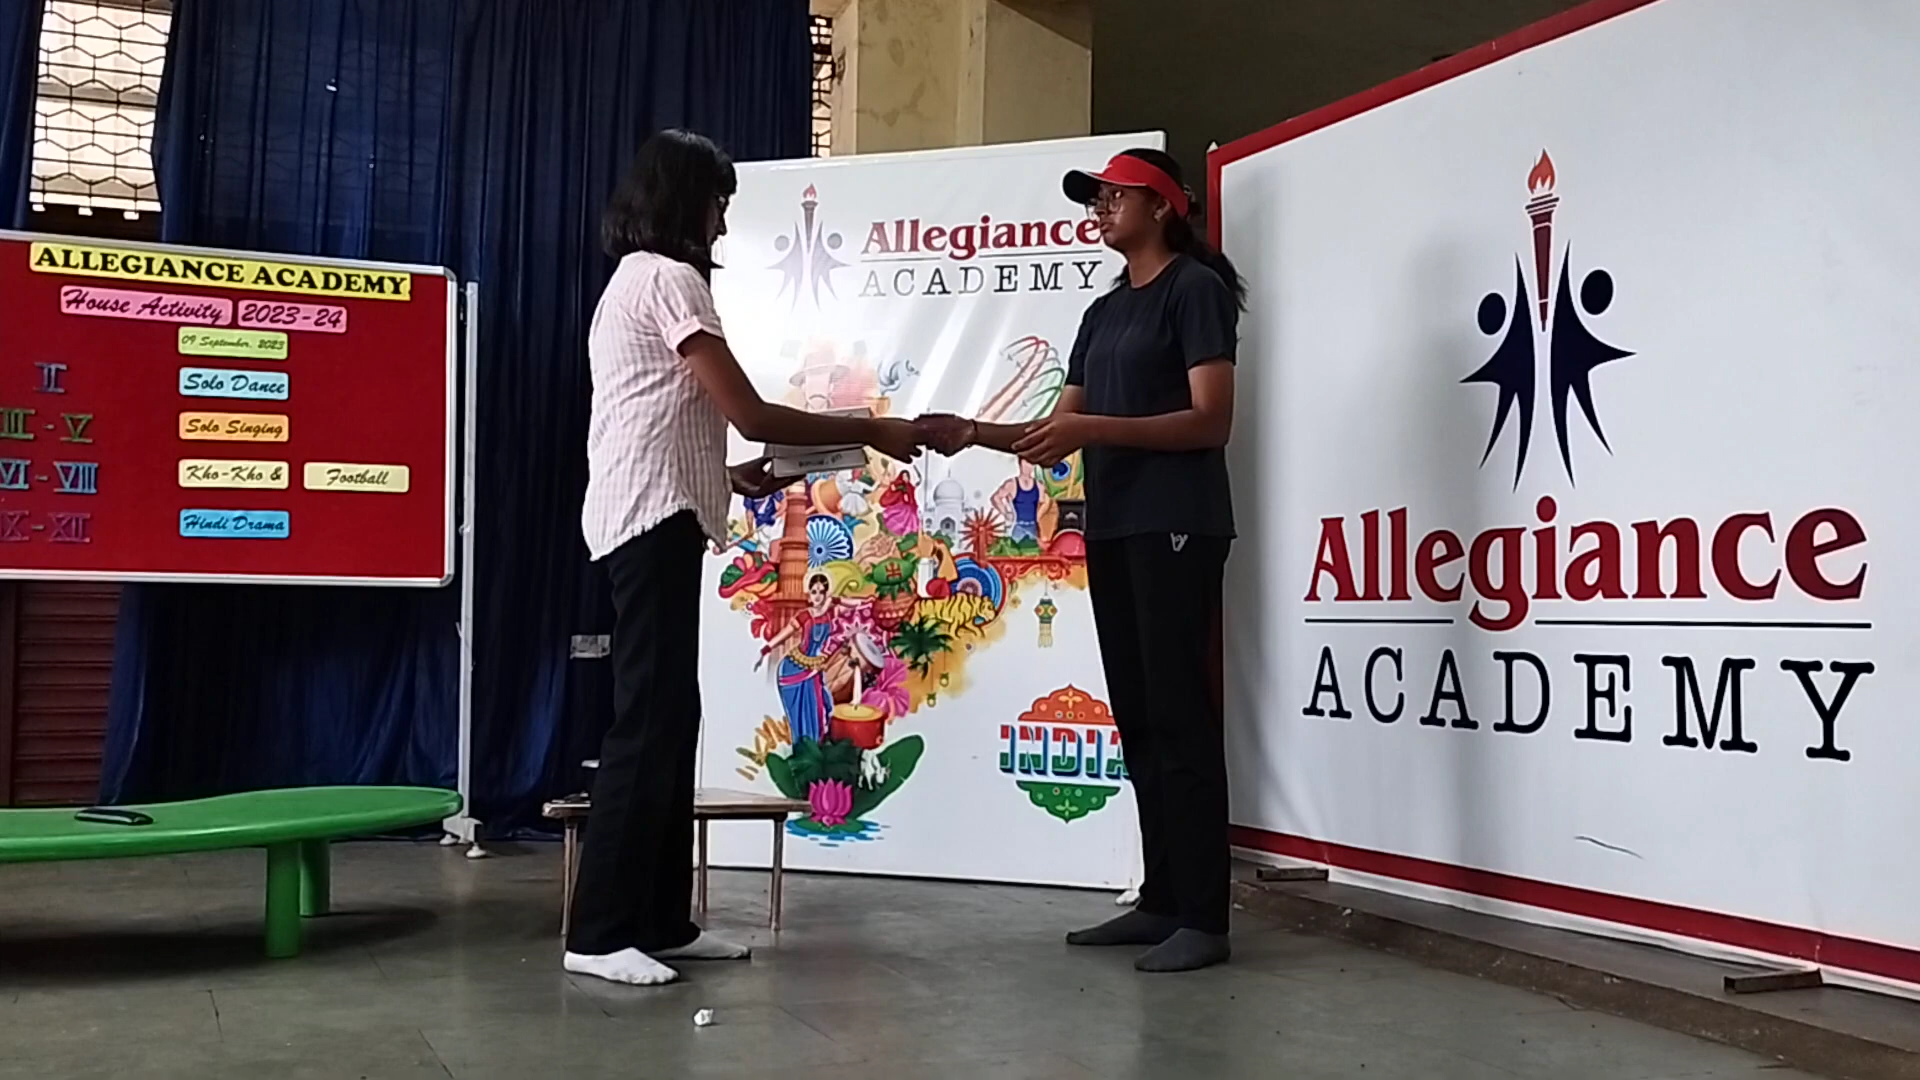 ALLEGIANCE ACADEMY
House Activity 2023-24
09 September, 2023
II Solo Dance
III - V Solo Singing
VI - VIII Kho-Kho & Football
IX-XII Hindi Drama
Allegiance
ACADEMY
INDIA
Allegiance
ACADEMY